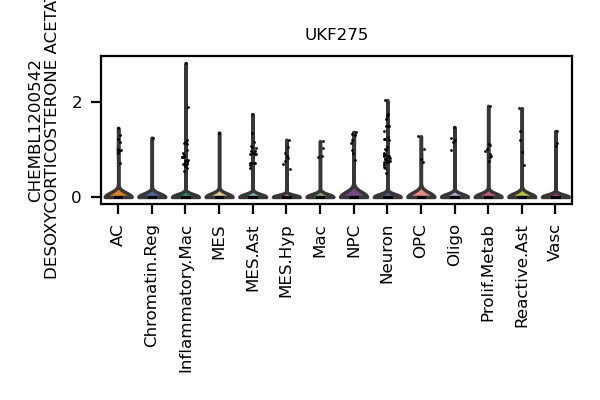 UKF275
CHEMBL1200542
DESOXYCORTICOSTERONE ACETAT
2
0
AC
Chromatin.Reg
Inflammatory.Mac
MES
MES.Ast
MES.Hyp
Mac
NPC
Neuron
OPC
Oligo
Prolif.Metab
Reactive.Ast
Vasc